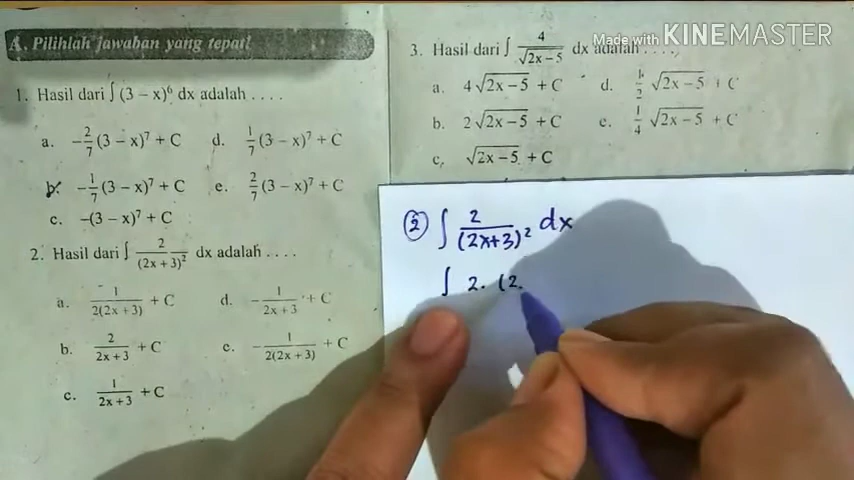 A. Pilihlah jawaban yang tepat!
1. Hasil dari ∫ (3 − x)⁶ dx adalah . . . .
a. −2/7 (3 − x)⁷ + C d. 1/7 (3 − x)⁷ + C
b. −1/7 (3 − x)⁷ + C e. 2/7 (3 − x)⁷ + C
c. −(3 − x)⁷ + C
2. Hasil dari ∫ 2/(2x + 3)² dx adalah . . . .
a. 1/2(2x + 3) + C d. −1/2x + 3 + C
b. 2/2x + 3 + C e. −1/2(2x + 3) + C
c. 1/2x + 3 + C
Made with KINEMASTER
3. Hasil dari ∫ 4/√2x − 5 dx adalah . . . .
a. 4√2x − 5 + C d. 1/2 √2x − 5 + C
b. 2√2x − 5 + C e. 1/4 √2x − 5 + C
c. √2x − 5 + C
② ∫ 2/(2x+3)² dx
∫ 2. (2